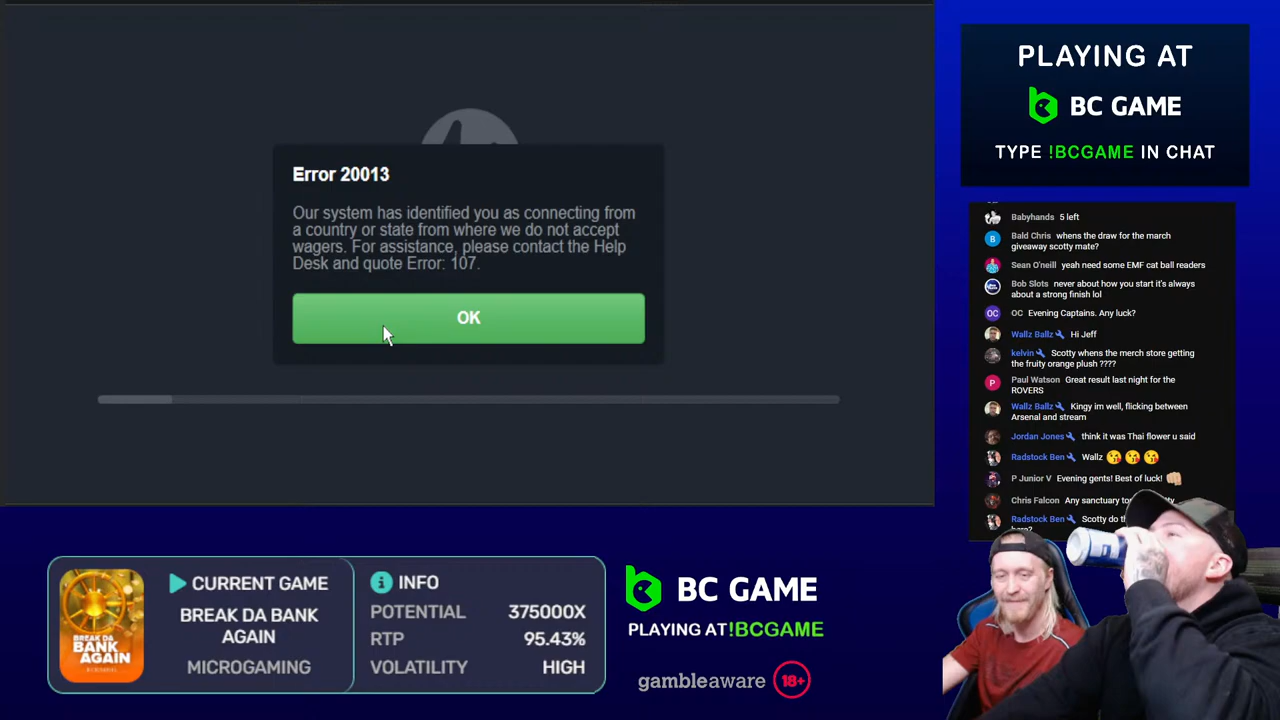 Error 20013
Our system has identified you as connecting from
a country or state from where we do not accept
wagers. For assistance, please contact the Help
Desk and quote Error: 107.
OK
PLAYING AT
BC GAME
TYPE !BCGAME IN CHAT
Babyhands 5 left
B Bald Chris whens the draw for the march
giveaway scotty mate?
Sean O'neill yeah need some EMF cat ball readers
Bob Slots never about how you start it's always
about a strong finish lol
OC OC Evening Captains. Any luck?
Wallz Ballz Hi Jeff
kelvin Scotty whens the merch store getting
the fruity orange plush ????
P Paul Watson Great result last night for the
ROVERS
Wallz Ballz Kingy im well, flicking between
Arsenal and stream
Jordan Jones think it was Thai flower u said
Radstock Ben Wallz 😘 😘 😘
P Junior V Evening gents! Best of luck! 👊🏼
Chris Falcon Any sanctuary
Radstock Ben Scotty do
BREAK DA
BANK
AGAIN
CURRENT GAME
BREAK DA BANK
AGAIN
MICROGAMING
i INFO
POTENTIAL 375000X
RTP 95.43%
VOLATILITY HIGH
BC GAME
PLAYING AT !BCGAME
gambleaware 18+